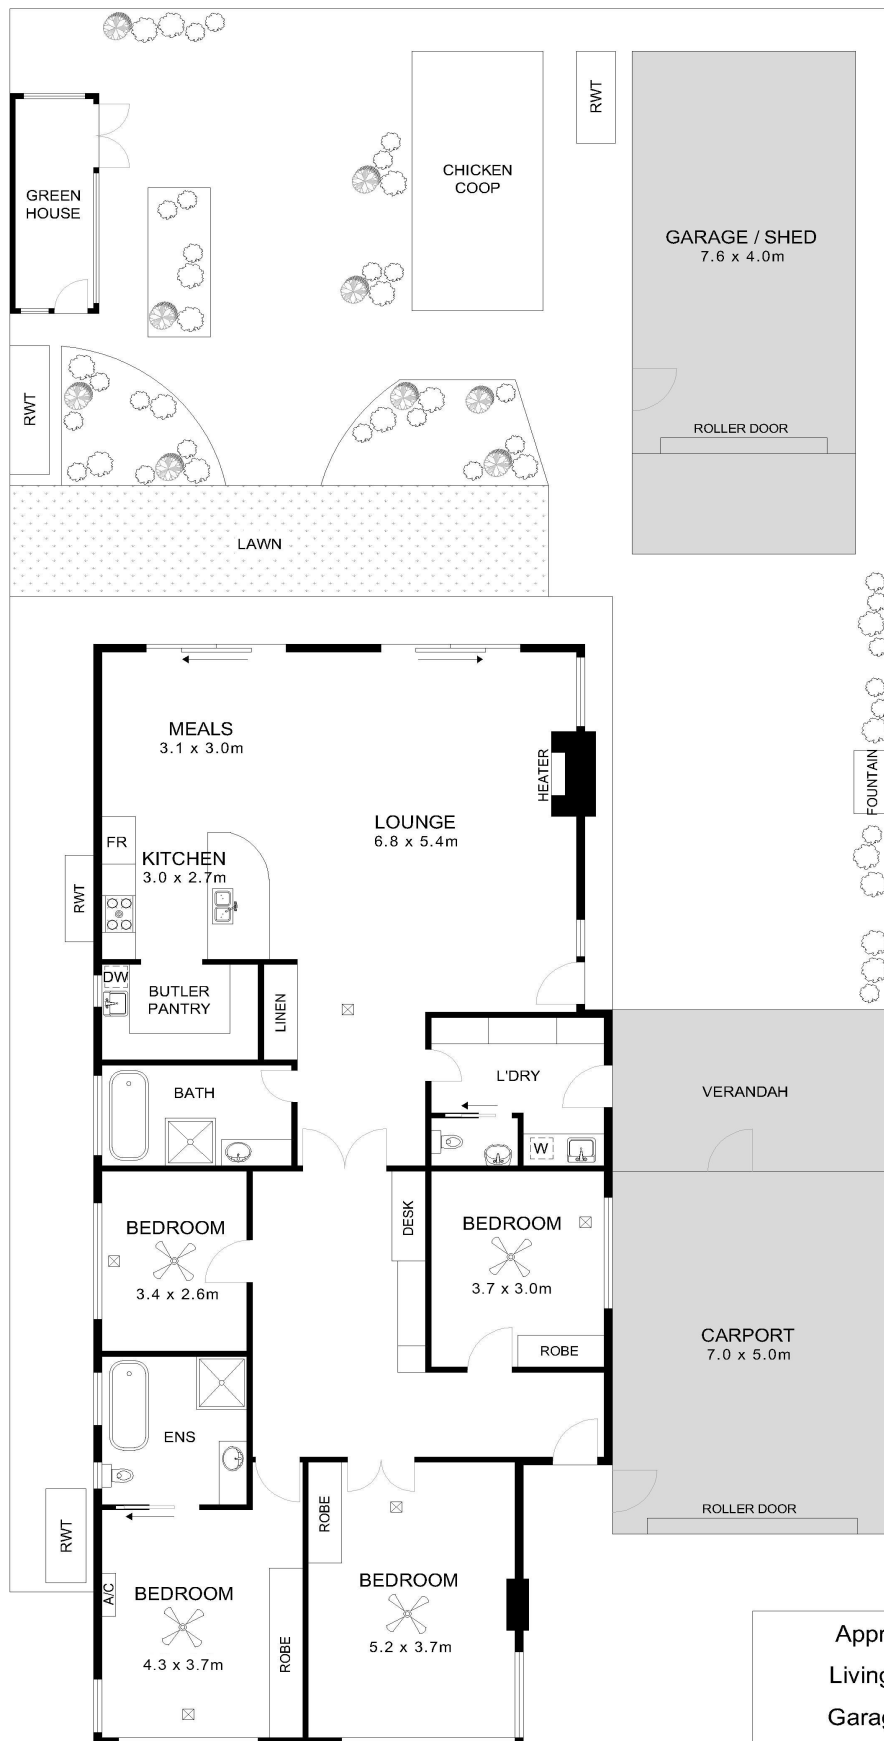 RWT
CHICKEN
COOP
GREEN
HOUSE
GARAGE / SHED
7.6 x 4.0m
RWT
ROLLER DOOR
LAWN
MEALS
3.1 x 3.0m
HEATER
FOUNTAIN
LOUNGE
6.8 x 5.4m
FR
KITCHEN
3.0 x 2.7m
RWT
DW
BUTLER
PANTRY
LINEN
L'DRY
BATH
VERANDAH
W
DESK
BEDROOM
3.4 x 2.6m
BEDROOM
3.7 x 3.0m
ROBE
CARPORT
7.0 x 5.0m
ENS
ROLLER DOOR
RWT
ROBE
A/C
BEDROOM
4.3 x 3.7m
ROBE
BEDROOM
5.2 x 3.7m
Appr
Living
Garag